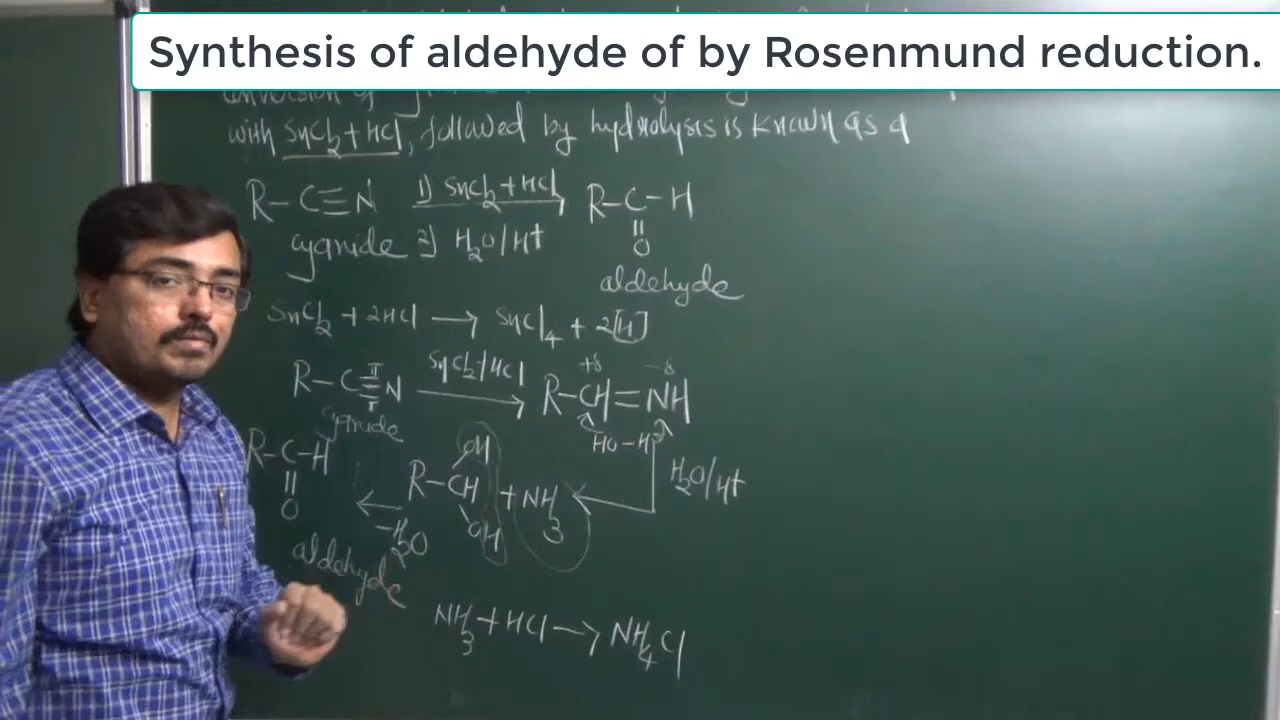 Synthesis of aldehyde of by Rosenmund reduction.
with SnCl2 + HCl, followed by hydrolysis is known as a
R-C≡N 1) SnCl2 + HCl R-C-H
cyanide 2) H2O/H+ || O
aldehyde
SnCl2 + 2HCl → SnCl4 + 2[H]
R-C≡N SnCl2/HCl → R-CH=NH
+δ -δ
cyanide HO-H
R-C-H || O ← -H2O R-CH OH OH + NH3 ← H2O/H+
aldehyde
NH3 + HCl → NH4Cl